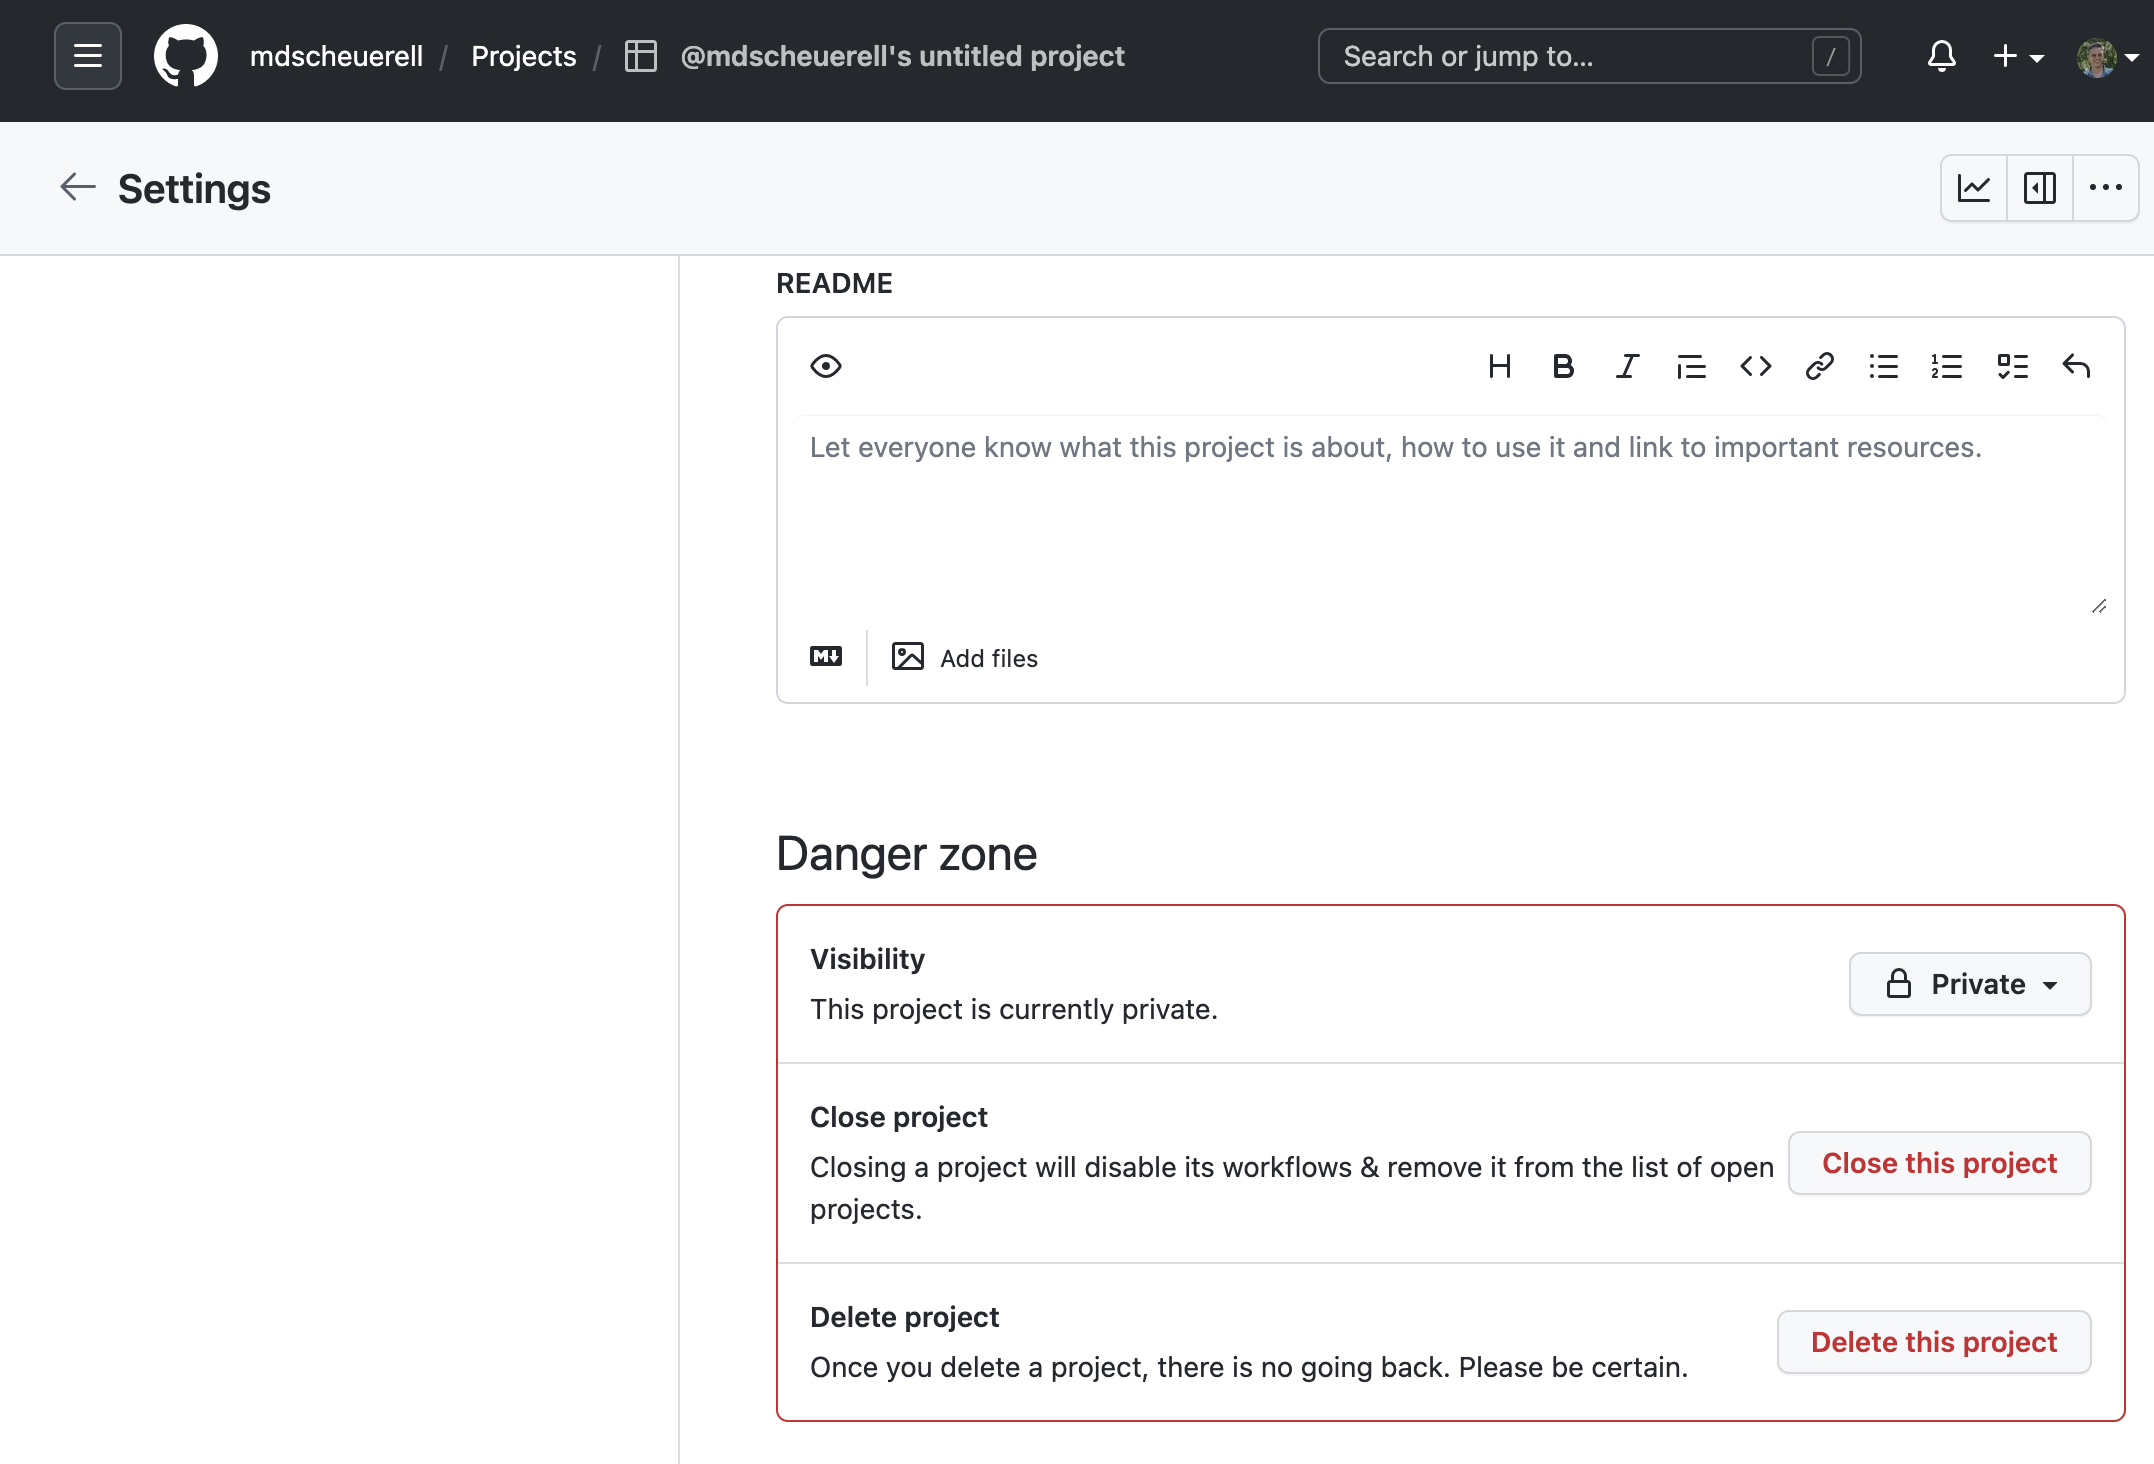 mdscheuerell / Projects / @mdscheuerell's untitled project
Search or jump to... /
Settings
README
H B I
Let everyone know what this project is about, how to use it and link to important resources.
M Add files
Danger zone
Visibility
This project is currently private.
Private
Close project
Closing a project will disable its workflows & remove it from the list of open
projects.
Close this project
Delete project
Once you delete a project, there is no going back. Please be certain.
Delete this project